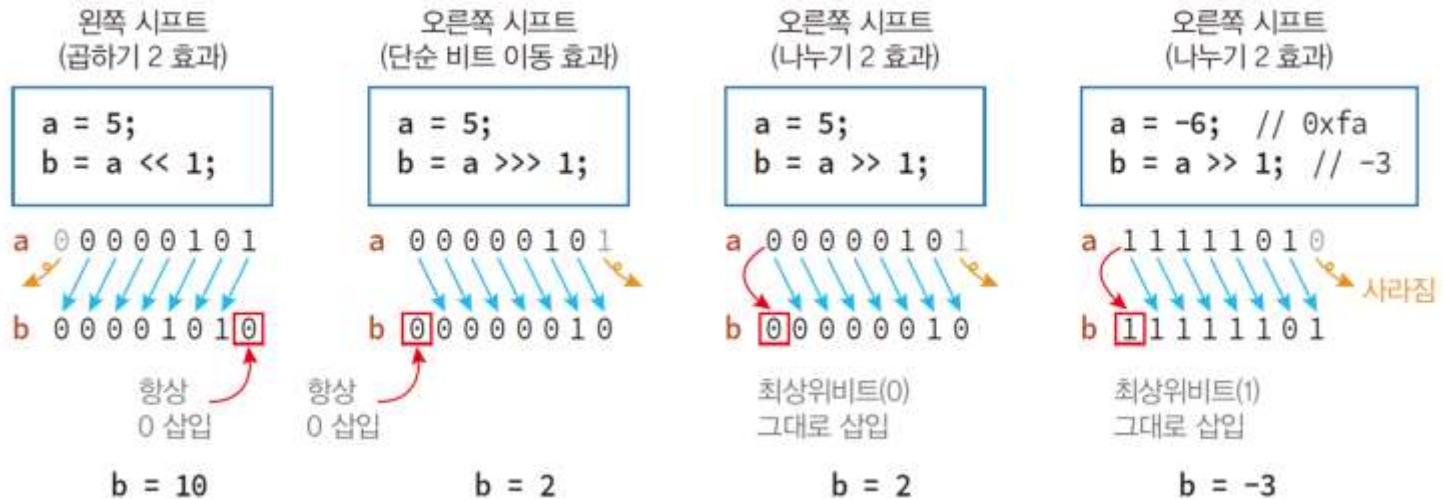 왼쪽 시프트
(곱하기 2 효과)
a = 5;
b = a << 1;
a 0 0 0 0 0 1 0 1
b 0 0 0 0 1 0 1 0
항상
0 삽입
b = 10
오른쪽 시프트
(단순 비트 이동 효과)
a = 5;
b = a >>> 1;
a 0 0 0 0 0 1 0 1
b 0 0 0 0 0 0 1 0
항상
0 삽입
b = 2
오른쪽 시프트
(나누기 2 효과)
a = 5;
b = a >> 1;
a 0 0 0 0 0 1 0 1
b 0 0 0 0 0 0 1 0
최상위비트(0)
그대로 삽입
b = 2
오른쪽 시프트
(나누기 2 효과)
a = -6; // 0xfa
b = a >> 1; // -3
a 1 1 1 1 1 0 1 0
사라짐
b 1 1 1 1 1 1 0 1
최상위비트(1)
그대로 삽입
b = -3